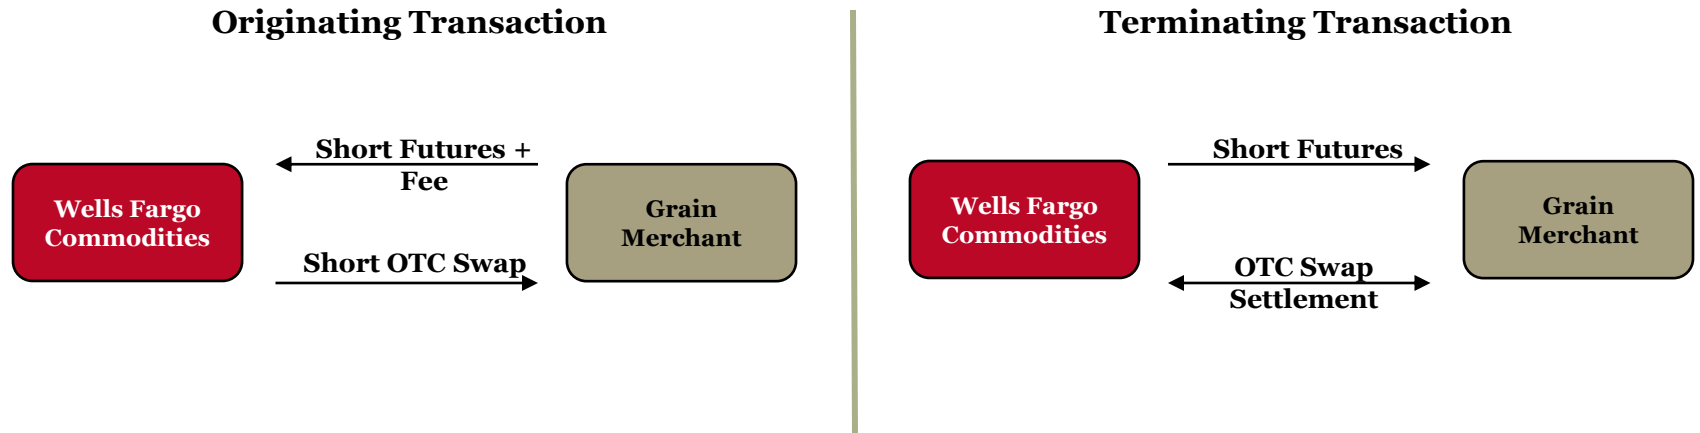 Originating Transaction
Short Futures +
Fee
Wells Fargo
Commodities
Grain
Merchant
Short OTC Swap
Terminating Transaction
Short Futures
Wells Fargo
Commodities
Grain
Merchant
OTC Swap
Settlement